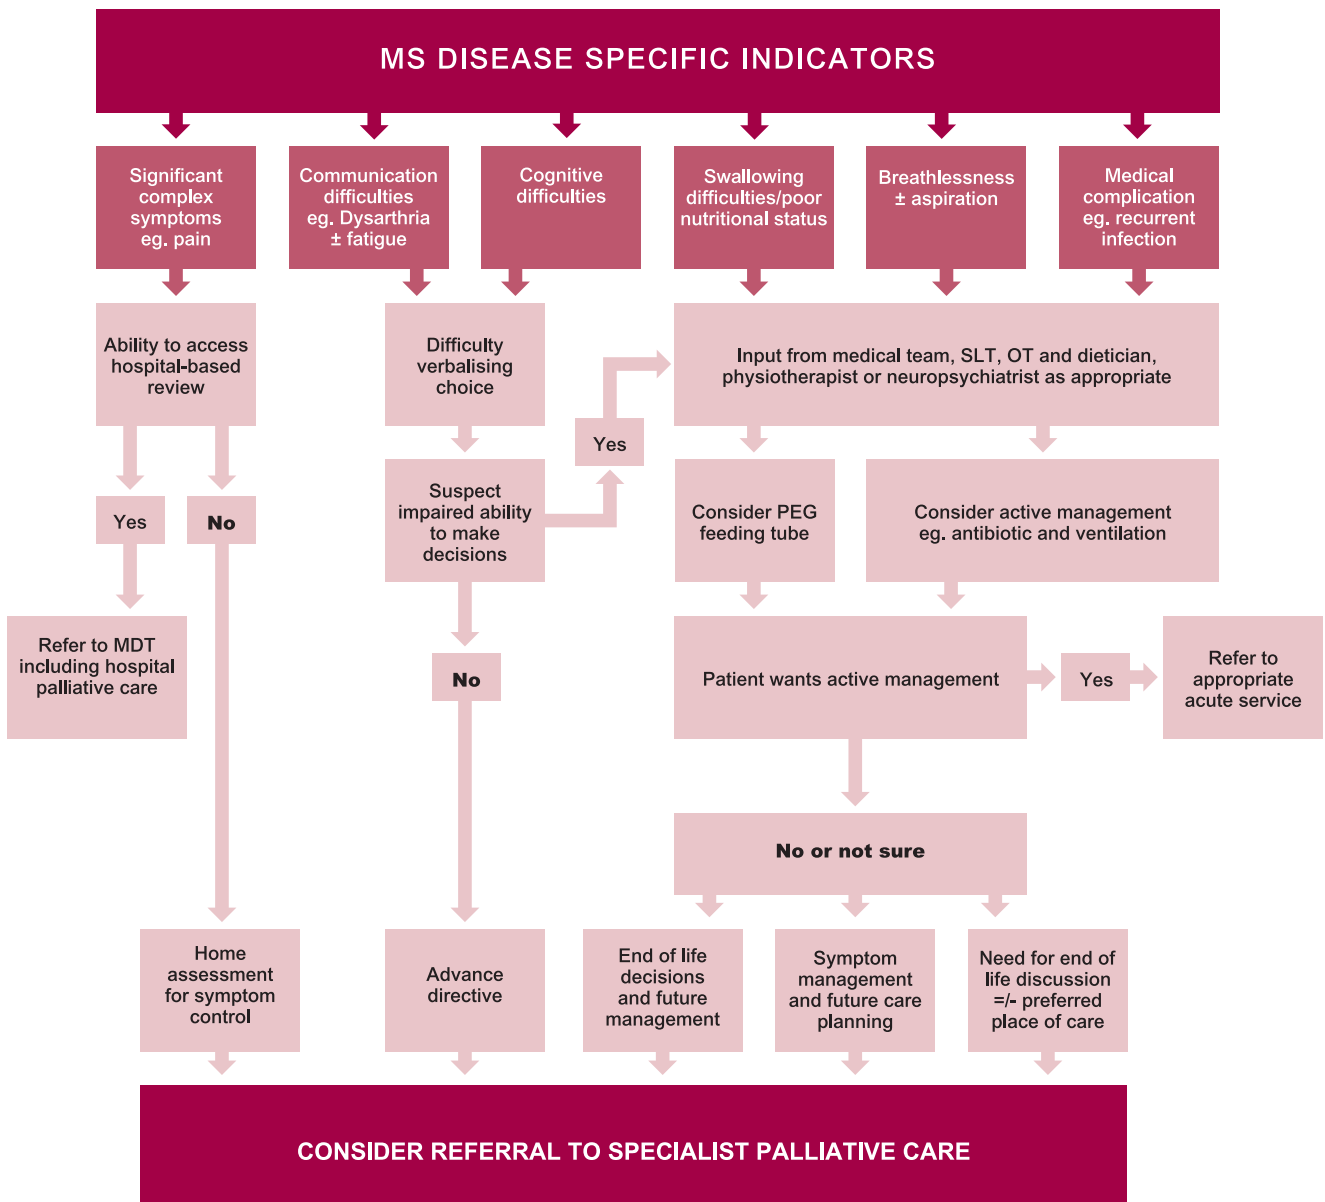 MS DISEASE SPECIFIC INDICATORS
Significant
complex
symptoms
eg. pain
Communication
difficulties
eg. Dysarthria
± fatigue
Cognitive
difficulties
Swallowing
difficulties/poor
nutritional status
Breathlessness
± aspiration
Medical
complication
eg. recurrent
infection
Ability to access
hospital-based
review
Difficulty
verbalising
choice
Input from medical team, SLT, OT and dietician,
physiotherapist or neuropsychiatrist as appropriate
Yes
Yes
No
Suspect
impaired ability
to make
decisions
Consider PEG
feeding tube
Consider active management
eg. antibiotic and ventilation
Refer to MDT
including hospital
palliative care
No
Patient wants active management
Yes
Refer to
appropriate
acute service
No or not sure
Home
assessment
for symptom
control
Advance
directive
End of life
decisions
and future
management
Symptom
management
and future care
planning
Need for end of
life discussion
=/- preferred
place of care
CONSIDER REFERRAL TO SPECIALIST PALLIATIVE CARE